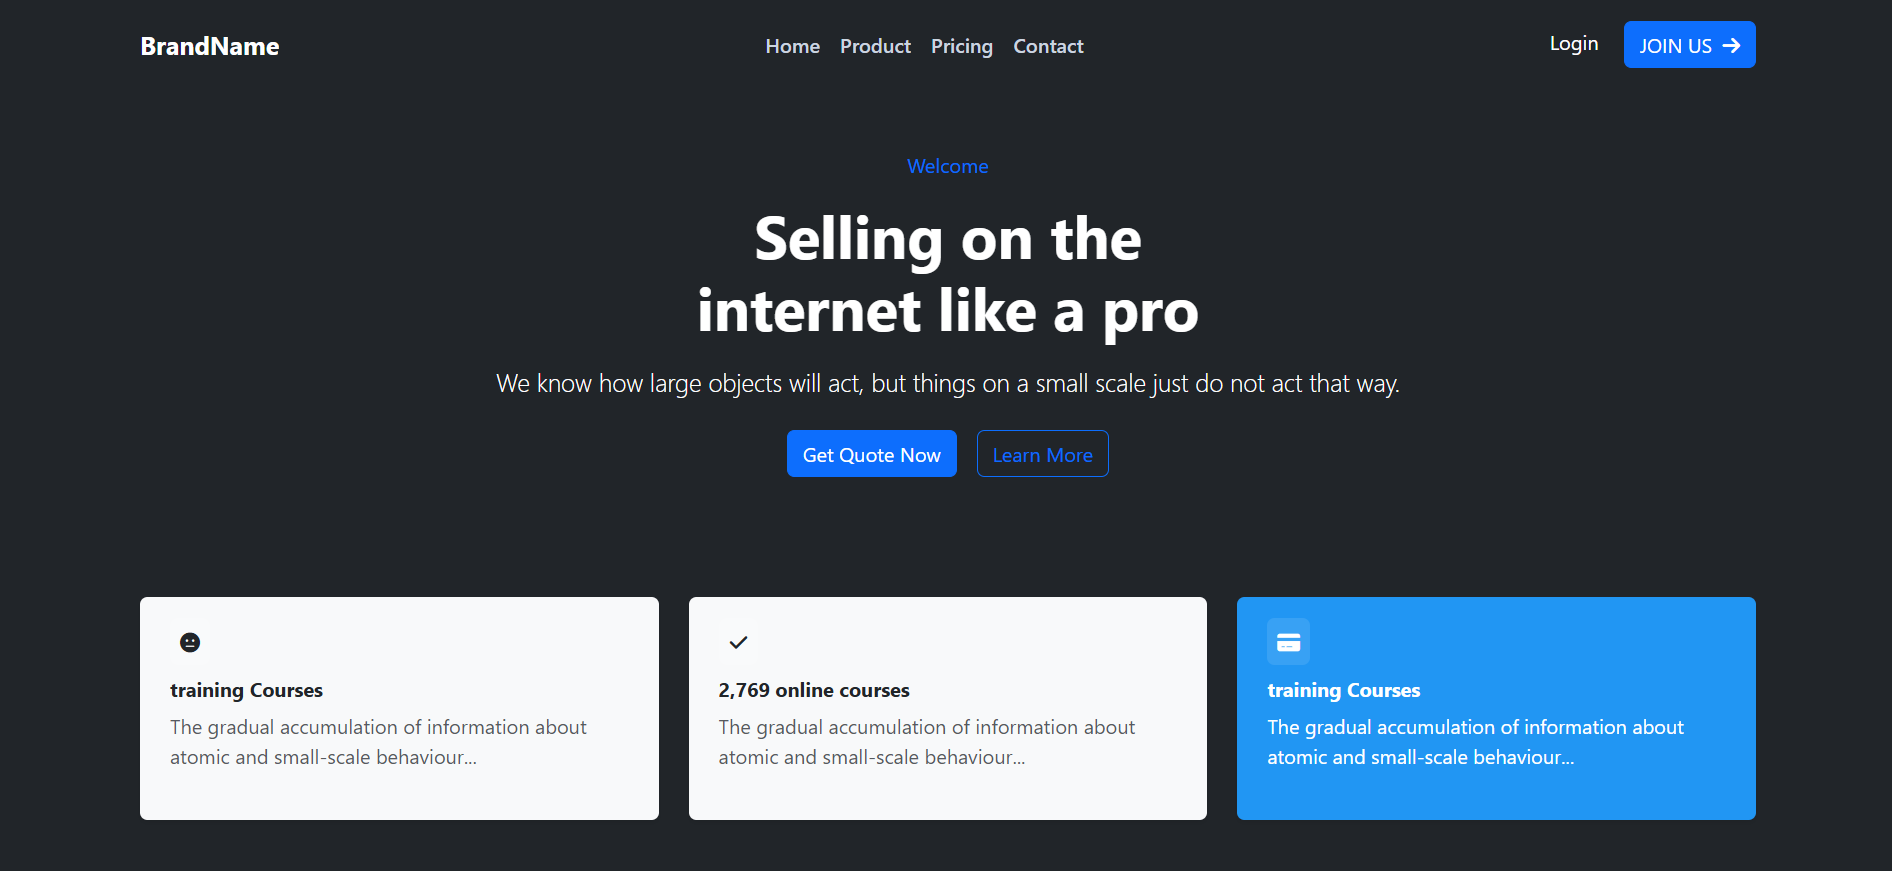 BrandName
Home Product Pricing Contact
Login
JOIN US
Welcome
Selling on the
internet like a pro
We know how large objects will act, but things on a small scale just do not act that way.
Get Quote Now
Learn More
training Courses
The gradual accumulation of information about
atomic and small-scale behaviour...
2,769 online courses
The gradual accumulation of information about
atomic and small-scale behaviour...
training Courses
The gradual accumulation of information about
atomic and small-scale behaviour...